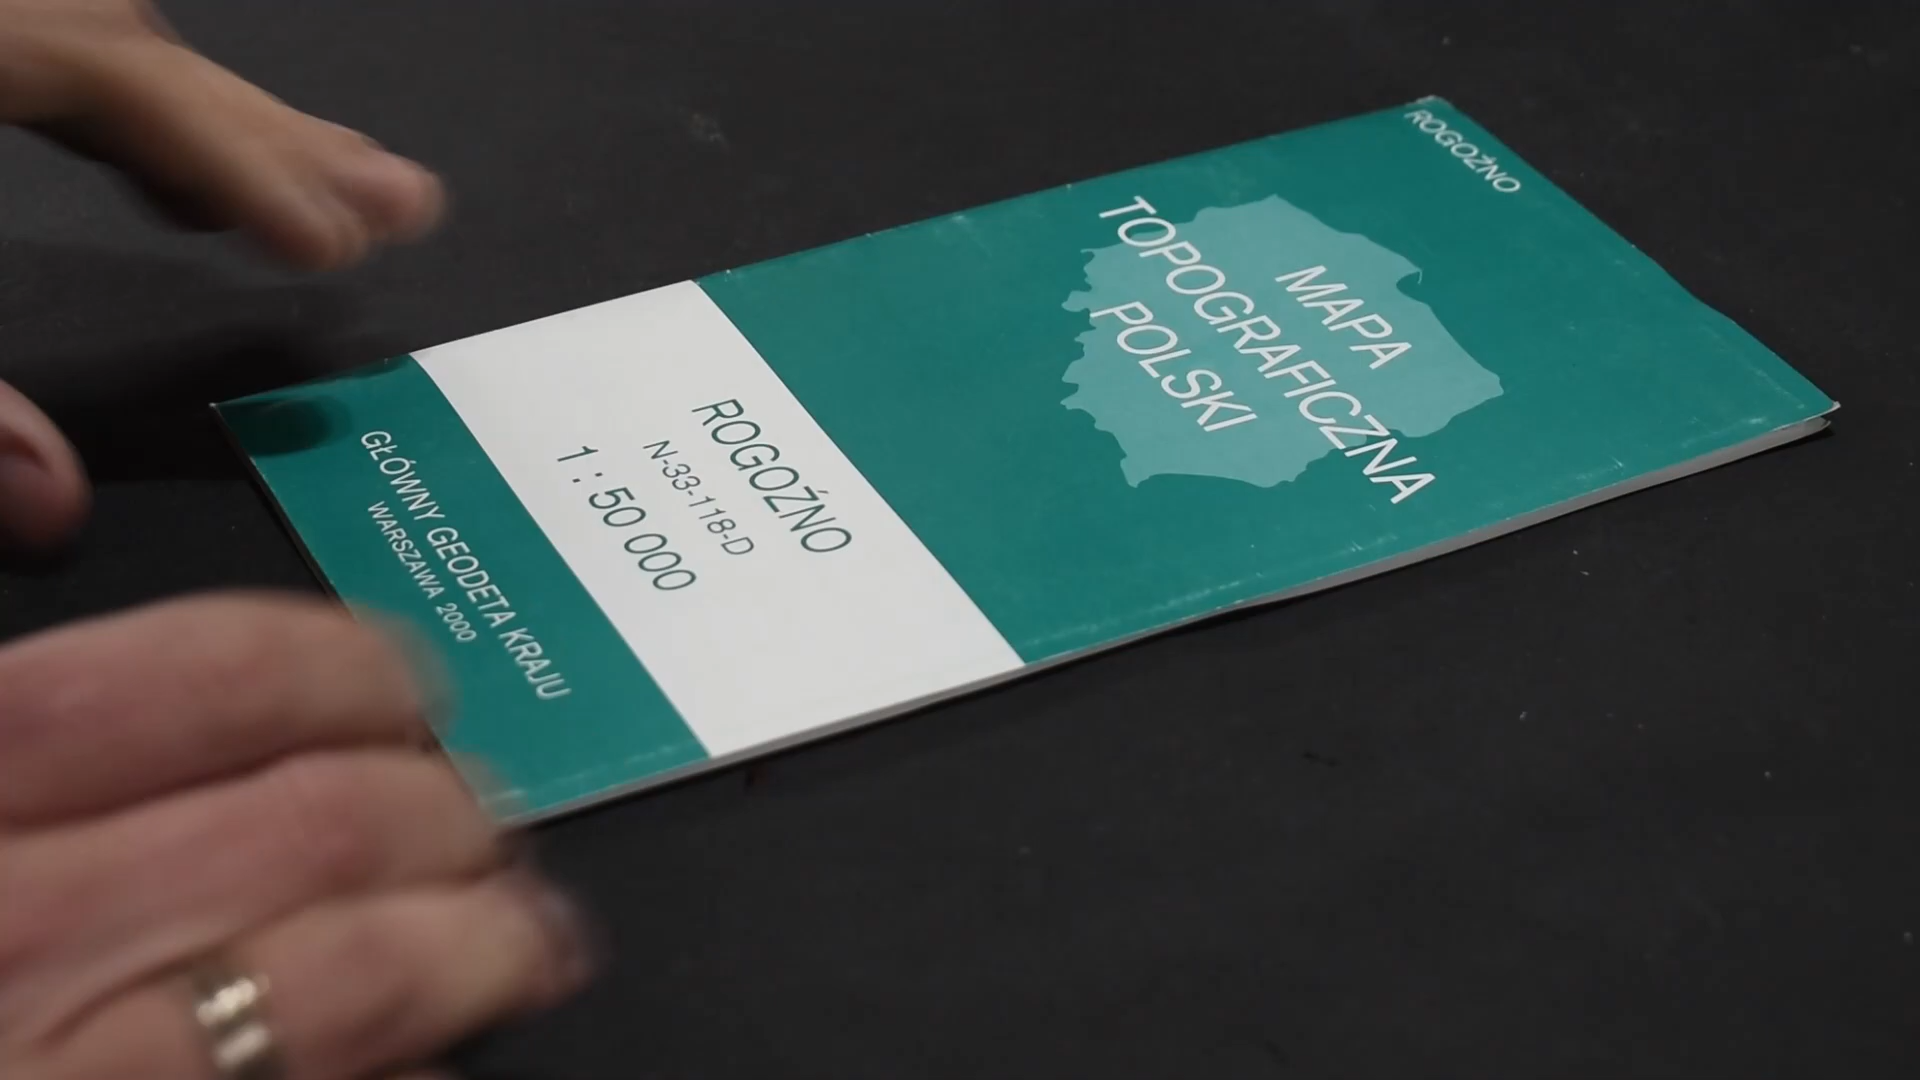 ROGOŹNO
MAPA
TOPOGRAFICZNA
POLSKI
ROGOŹNO
N-33-118-D
1 : 50 000
GŁÓWNY GEODETA KRAJU
WARSZAWA 2000